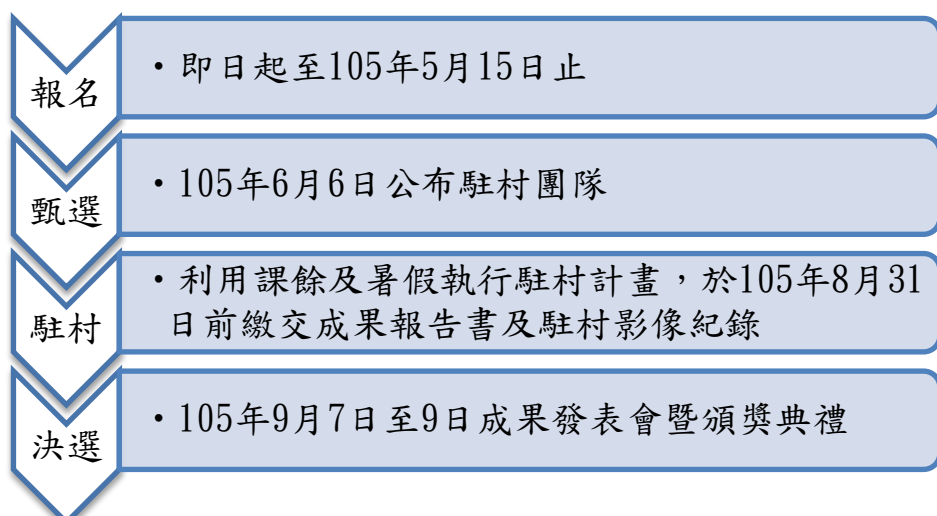 報名
・即日起至105年5月15日止
甄選
・105年6月6日公布駐村團隊
駐村
・利用課餘及暑假執行駐村計畫，於105年8月31
日前繳交成果報告書及駐村影像紀錄
決選
・105年9月7日至9日成果發表會暨頒獎典禮